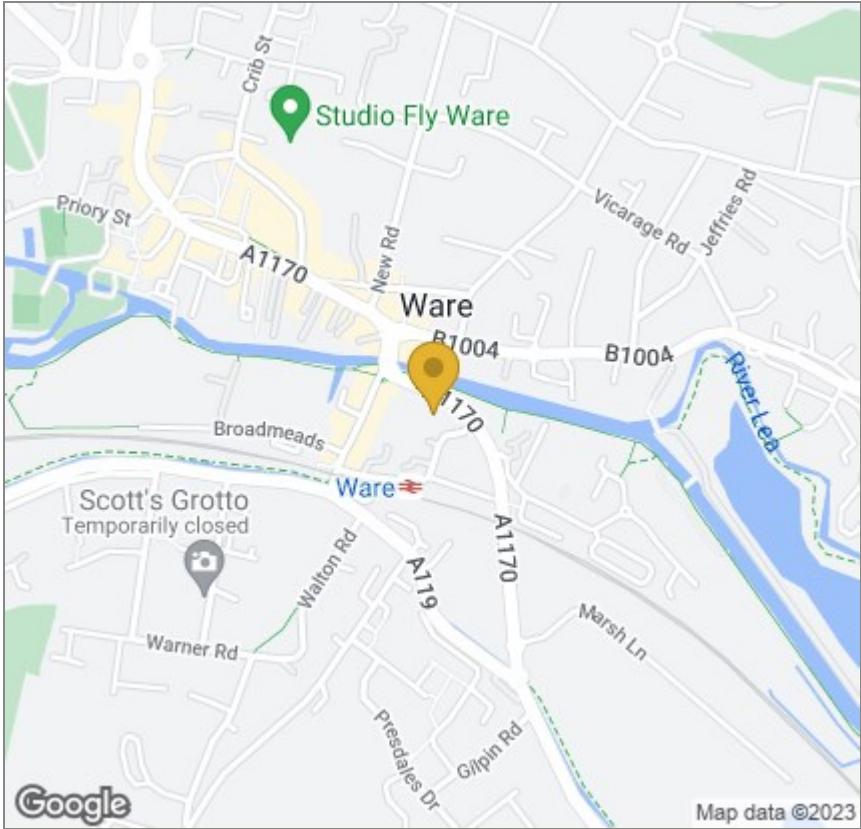 Crib St
Studio Fly Ware
Priory St
Vicarage Rd
Jeffries Rd
New Rd
A1170
Ware
B1004
B1004
River Lea
1170
Broadmeads
Ware
Scott's Grotto
Temporarily closed
A1170
Walton Rd
A119
Marsh Ln
Warner Rd
Presdales Dr
Gilpin Rd
Google
Map data ©2023